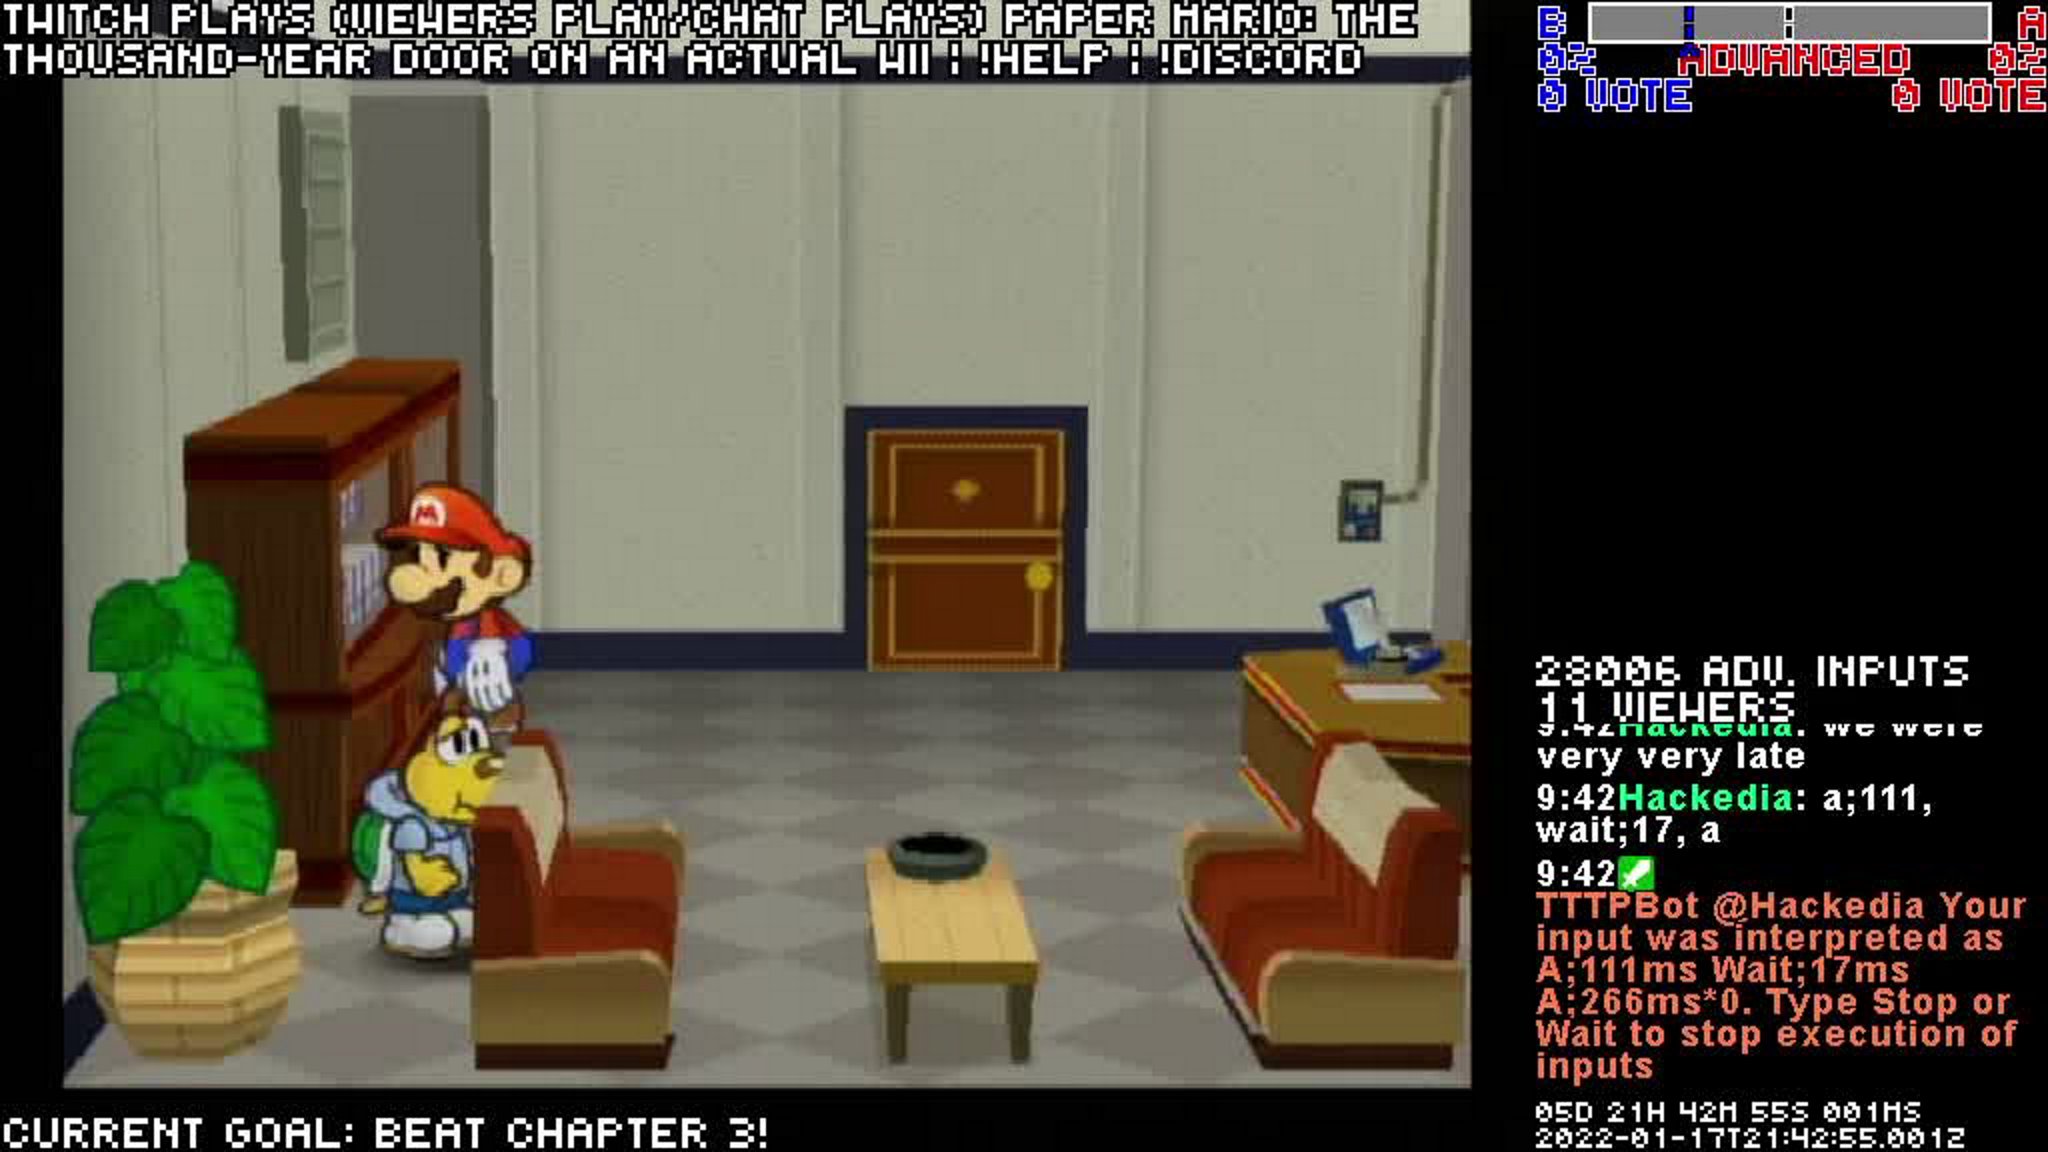 TWITCH PLAYS (VIEWERS PLAY/CHAT PLAYS) PAPER MARIO: THE
THOUSAND-YEAR DOOR ON AN ACTUAL WII ¦ !HELP ¦ !DISCORD
B A
0% ADVANCED 0%
0 VOTE 0 VOTE
M
28006 ADV. INPUTS
11 VIEWERS
9:42Hackedia: we were
very very late
9:42Hackedia: a;111,
wait;17, a
9:42
TTTPBot @Hackedia Your
input was interpreted as
A;111ms Wait;17ms
A;266ms*0. Type Stop or
Wait to stop execution of
inputs
05D 21H 42M 55S 001MS
2022-01-17T21:42:55.001Z
CURRENT GOAL: BEAT CHAPTER 3!